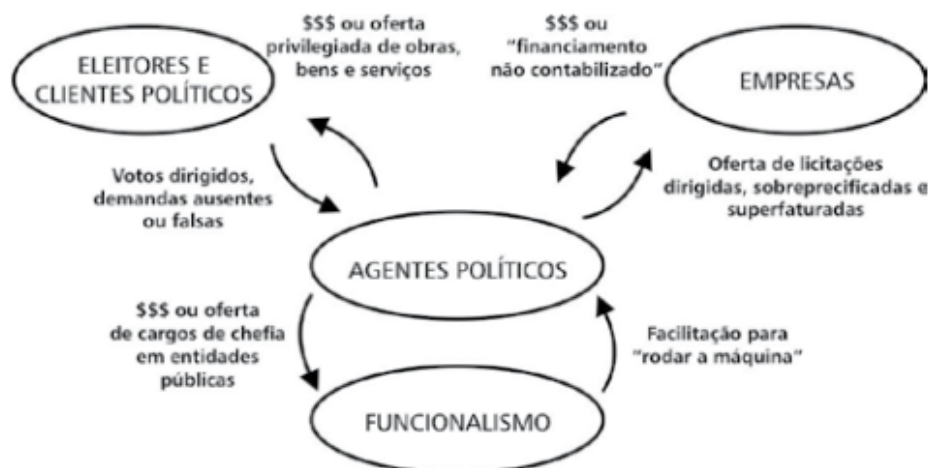 $$$ ou oferta
privilegiada de obras,
bens e serviços
$$$ ou
“financiamento
não contabilizado”
ELEITORES E
CLIENTES POLÍTICOS
EMPRESAS
Votos dirigidos,
demandas ausentes
ou falsas
Oferta de licitações
dirigidas, sobreprecificadas e
superfaturadas
AGENTES POLÍTICOS
$$$ ou oferta
de cargos de chefia
em entidades
públicas
Facilitação para
“rodar a máquina”
FUNCIONALISMO